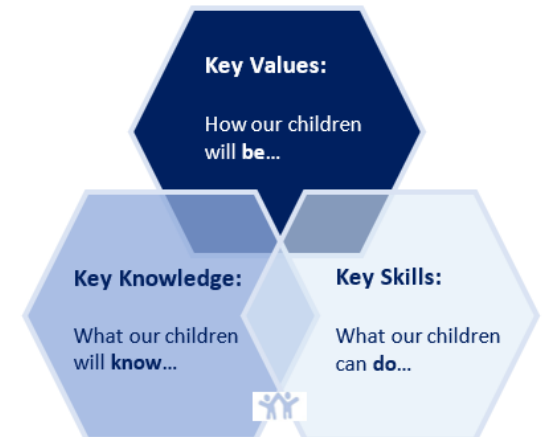 Key Values:
How our children
will be…
Key Knowledge:
What our children
will know…
Key Skills:
What our children
can do…